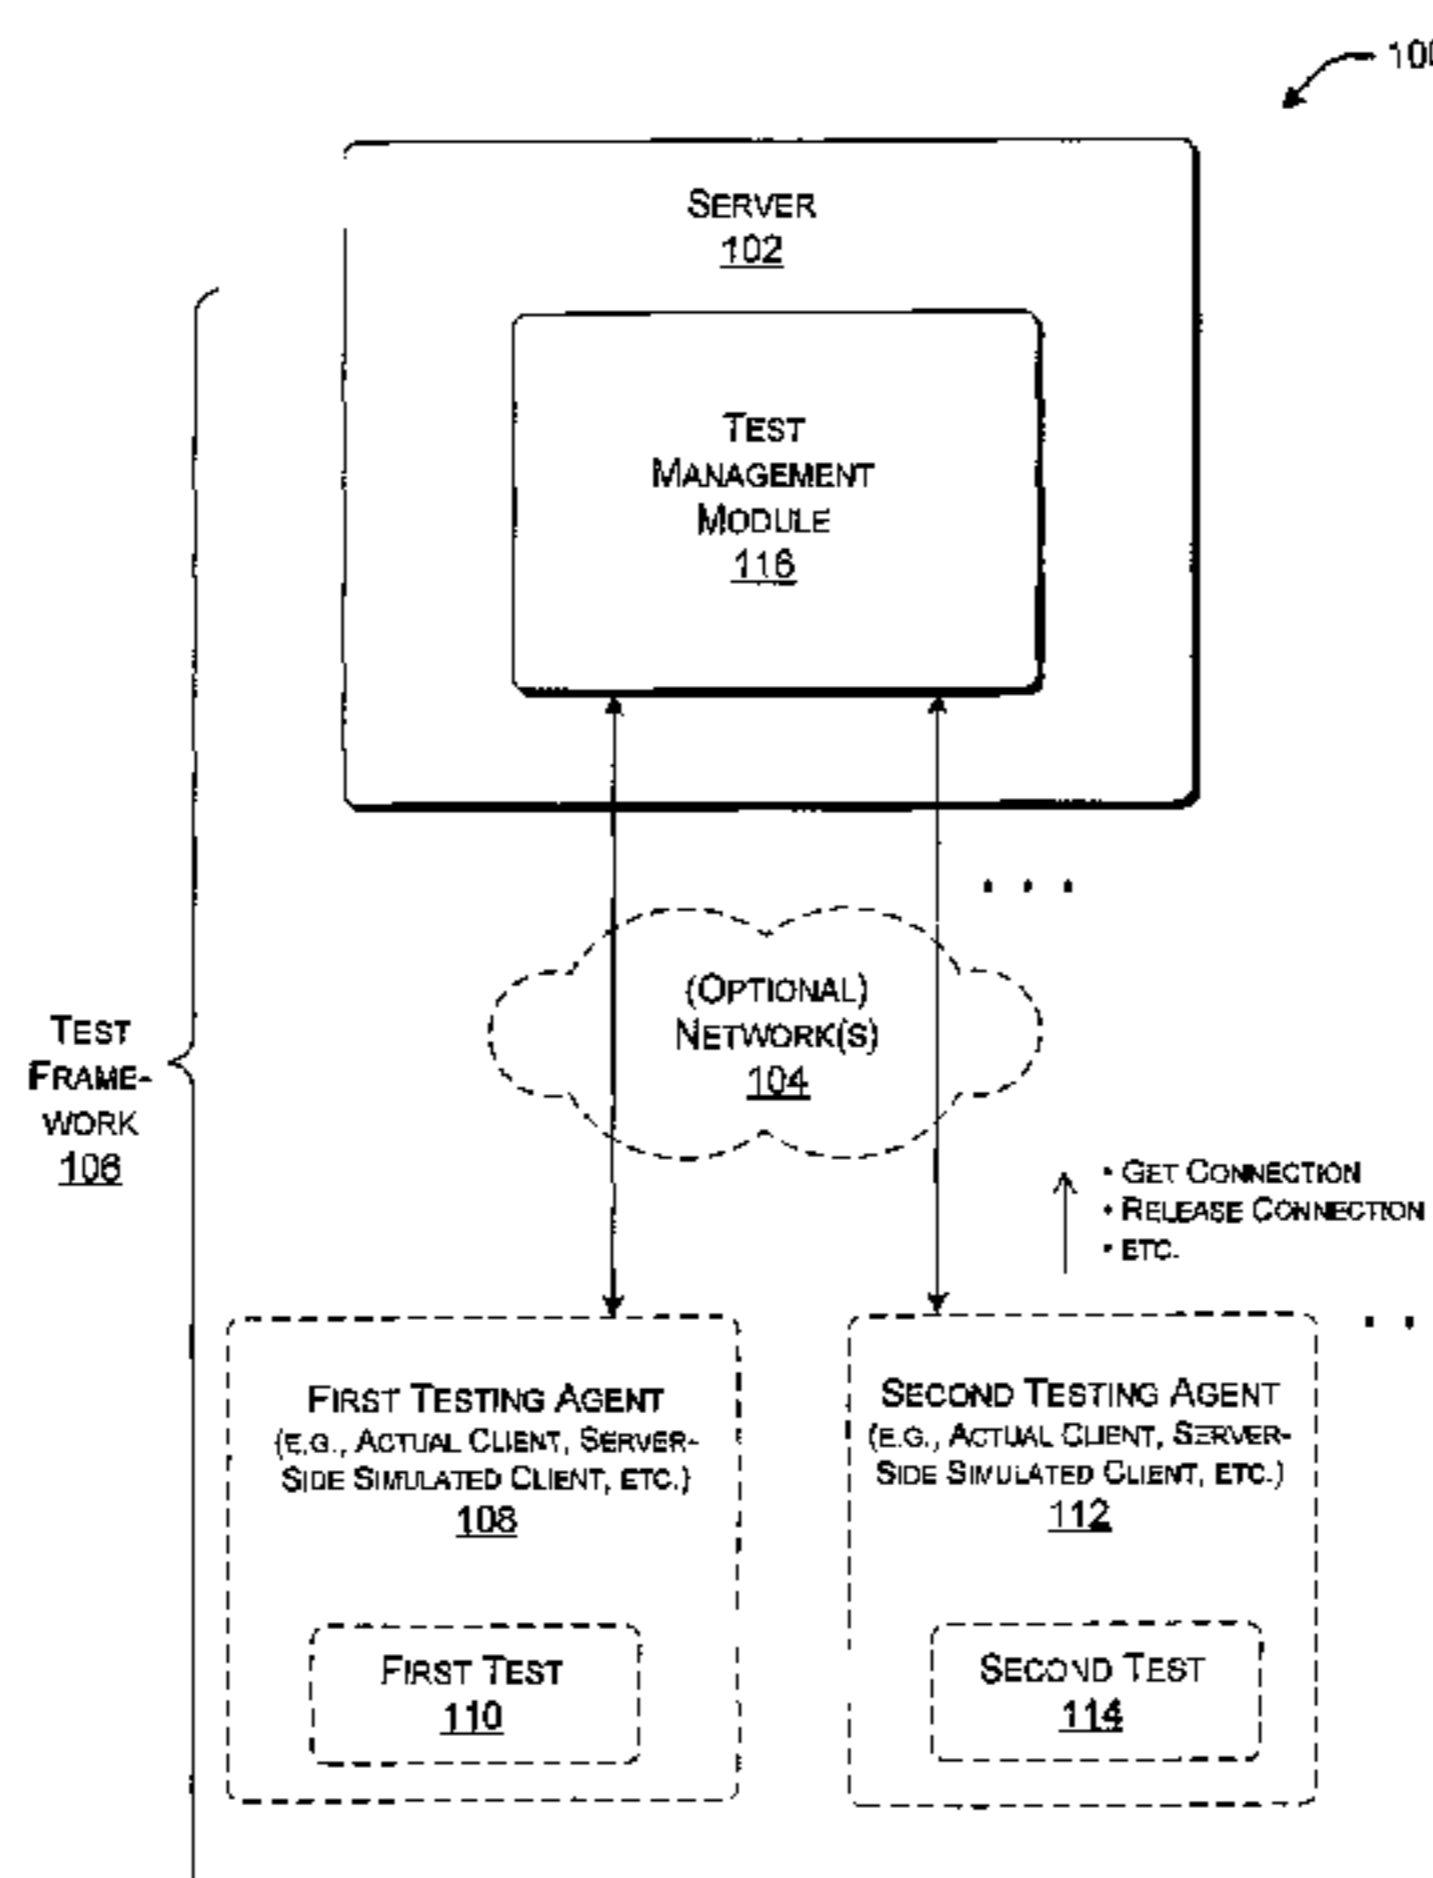 SERVER
102
TEST
MANAGEMENT
MODULE
116
(OPTIONAL)
NETWORK(S)
104
TEST
FRAME-
WORK
106
• GET CONNECTION
• RELEASE CONNECTION
• ETC.
FIRST TESTING AGENT
(E.G., ACTUAL CLIENT, SERVER-
SIDE SIMULATED CLIENT, ETC.)
108
FIRST TEST
110
SECOND TESTING AGENT
(E.G., ACTUAL CLIENT, SERVER-
SIDE SIMULATED CLIENT, ETC.)
112
SECOND TEST
114